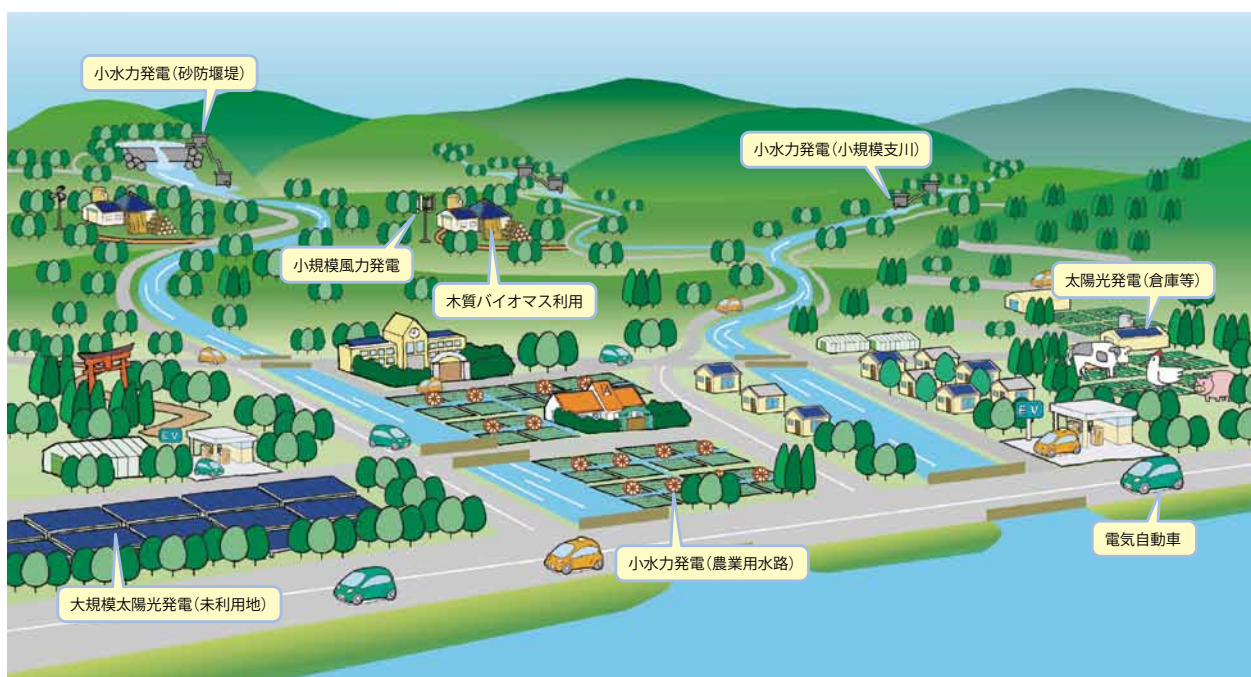 小水力発電（砂防堰堤）
小水力発電（小規模支川）
小規模風力発電
木質バイオマス利用
太陽光発電（倉庫等）
EV
EV
電気自動車
小水力発電（農業用水路）
大規模太陽光発電（未利用地）